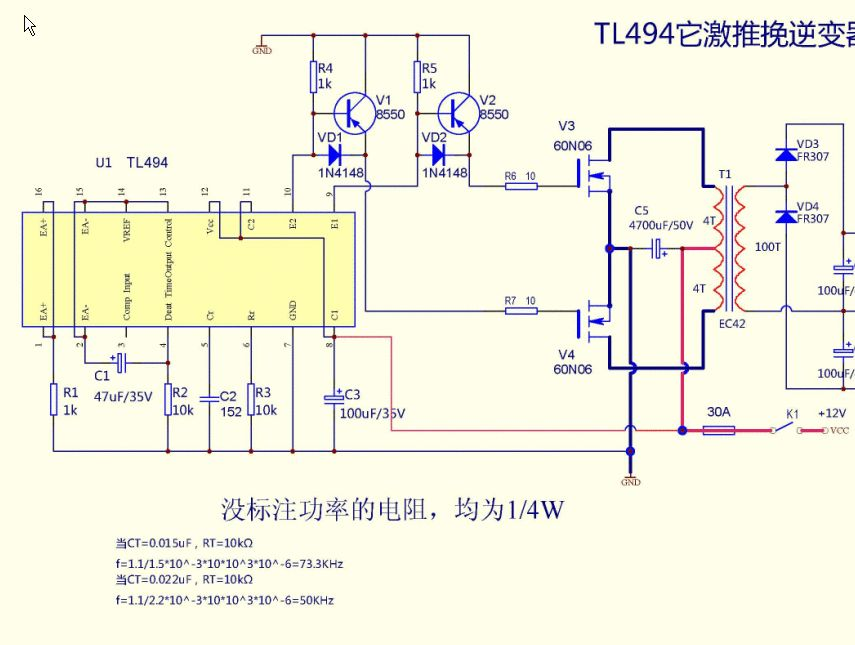 TL494它激推挽逆变器
GND
R4
1k
R5
1k
V1
8550
V2
8550
VD1
1N4148
VD2
1N4148
V3
60N06
U1 TL494
16 15 14 13 12 11 10 9
EA+ EA- VREF Output Control Vcc C2 E2 E1
EA+ EA- Comp Input Deat Time Ct Rr GND C1
1 2 3 4 5 6 7 8
R6 10
R7 10
C5
4700uF/50V
T1
4T
4T
100T
EC42
VD3
FR307
VD4
FR307
100uF/
100uF/
V4
60N06
R1
1k
C1
47uF/35V
R2
10k
C2
152
R3
10k
C3
100uF/35V
30A
K1
+12V
VCC
GND
没标注功率的电阻，均为1/4W
当CT=0.015uF，RT=10kΩ
f=1.1/1.5*10^-3*10*10^3*10^-6=73.3KHz
当CT=0.022uF，RT=10kΩ
f=1.1/2.2*10^-3*10*10^3*10^-6=50KHz